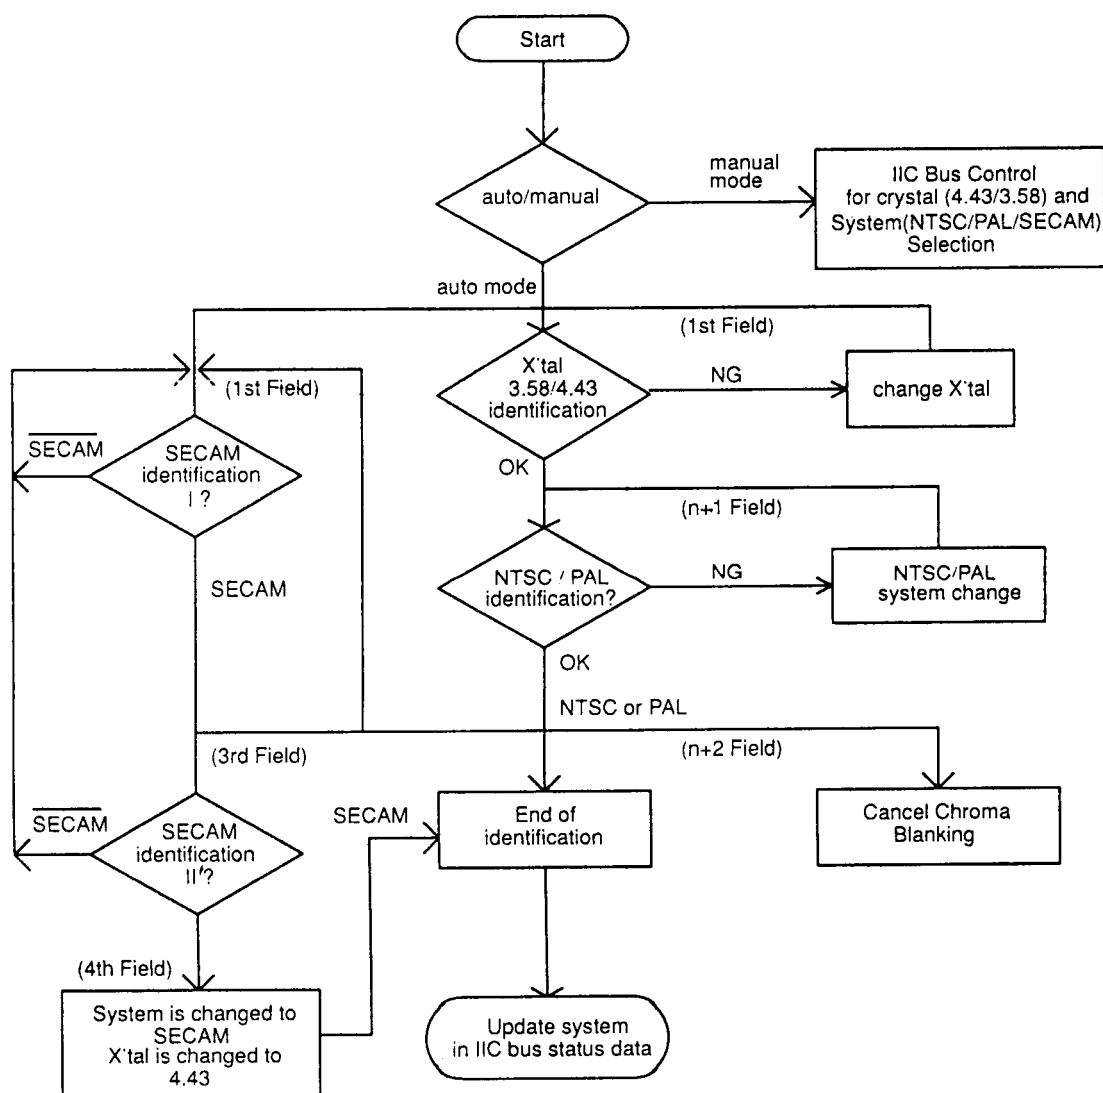 Start
auto/manual
manual
mode
IIC Bus Control
for crystal (4.43/3.58) and
System(NTSC/PAL/SECAM)
Selection
auto mode
(1st Field)
X'tal
3.58/4.43
identification
NG
change X'tal
(1st Field)
SECAM
SECAM
identification
I ?
OK
(n+1 Field)
SECAM
NTSC / PAL
identification?
NG
NTSC/PAL
system change
OK
NTSC or PAL
(3rd Field)
(n+2 Field)
SECAM
SECAM
identification
II'?
SECAM
End of
identification
Cancel Chroma
Blanking
(4th Field)
System is changed to
SECAM
X'tal is changed to
4.43
Update system
in IIC bus status data